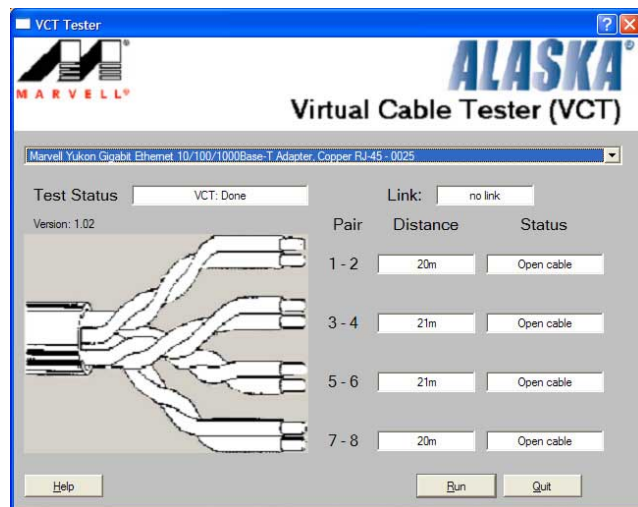 VCT Tester
MARVELL®
ALASKA®
Virtual Cable Tester (VCT)
Marvell Yukon Gigabit Ethernet 10/100/1000Base-T Adapter, Copper RJ-45 - 0025
Test Status VCT: Done Link: no link
Version: 1.02
Pair Distance Status
1 - 2 20m Open cable
3 - 4 21m Open cable
5 - 6 21m Open cable
7 - 8 20m Open cable
Help Run Quit